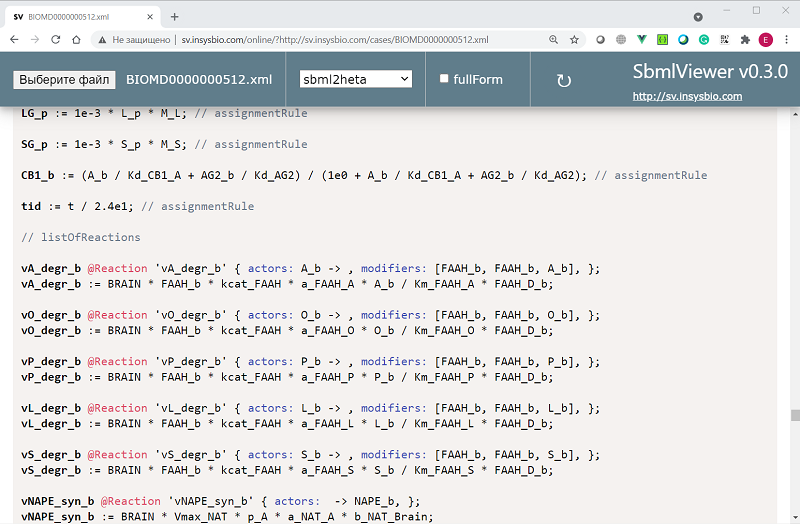 SV BIOMD0000000512.xml
Не защищено | sv.insysbio.com/online/?http://sv.insysbio.com/cases/BIOMD0000000512.xml
E
Выберите файл BIOMD0000000512.xml sbml2heta fullForm SbmlViewer v0.3.0
http://sv.insysbio.com
LG_p := 1e-3 * L_p * M_L; // assignmentRule
SG_p := 1e-3 * S_p * M_S; // assignmentRule
CB1_b := (A_b / Kd_CB1_A + AG2_b / Kd_AG2) / (1e0 + A_b / Kd_CB1_A + AG2_b / Kd_AG2); // assignmentRule
tid := t / 2.4e1; // assignmentRule
// listOfReactions
vA_degr_b @Reaction 'vA_degr_b' { actors: A_b -> , modifiers: [FAAH_b, FAAH_b, A_b], };
vA_degr_b := BRAIN * FAAH_b * kcat_FAAH * a_FAAH_A * A_b / Km_FAAH_A * FAAH_D_b;
vO_degr_b @Reaction 'vO_degr_b' { actors: O_b -> , modifiers: [FAAH_b, FAAH_b, O_b], };
vO_degr_b := BRAIN * FAAH_b * kcat_FAAH * a_FAAH_O * O_b / Km_FAAH_O * FAAH_D_b;
vP_degr_b @Reaction 'vP_degr_b' { actors: P_b -> , modifiers: [FAAH_b, FAAH_b, P_b], };
vP_degr_b := BRAIN * FAAH_b * kcat_FAAH * a_FAAH_P * P_b / Km_FAAH_P * FAAH_D_b;
vL_degr_b @Reaction 'vL_degr_b' { actors: L_b -> , modifiers: [FAAH_b, FAAH_b, L_b], };
vL_degr_b := BRAIN * FAAH_b * kcat_FAAH * a_FAAH_L * L_b / Km_FAAH_L * FAAH_D_b;
vS_degr_b @Reaction 'vS_degr_b' { actors: S_b -> , modifiers: [FAAH_b, FAAH_b, S_b], };
vS_degr_b := BRAIN * FAAH_b * kcat_FAAH * a_FAAH_S * S_b / Km_FAAH_S * FAAH_D_b;
vNAPE_syn_b @Reaction 'vNAPE_syn_b' { actors:  -> NAPE_b, };
vNAPE_syn_b := BRAIN * Vmax_NAT * p_A * a_NAT_A * b_NAT_Brain;